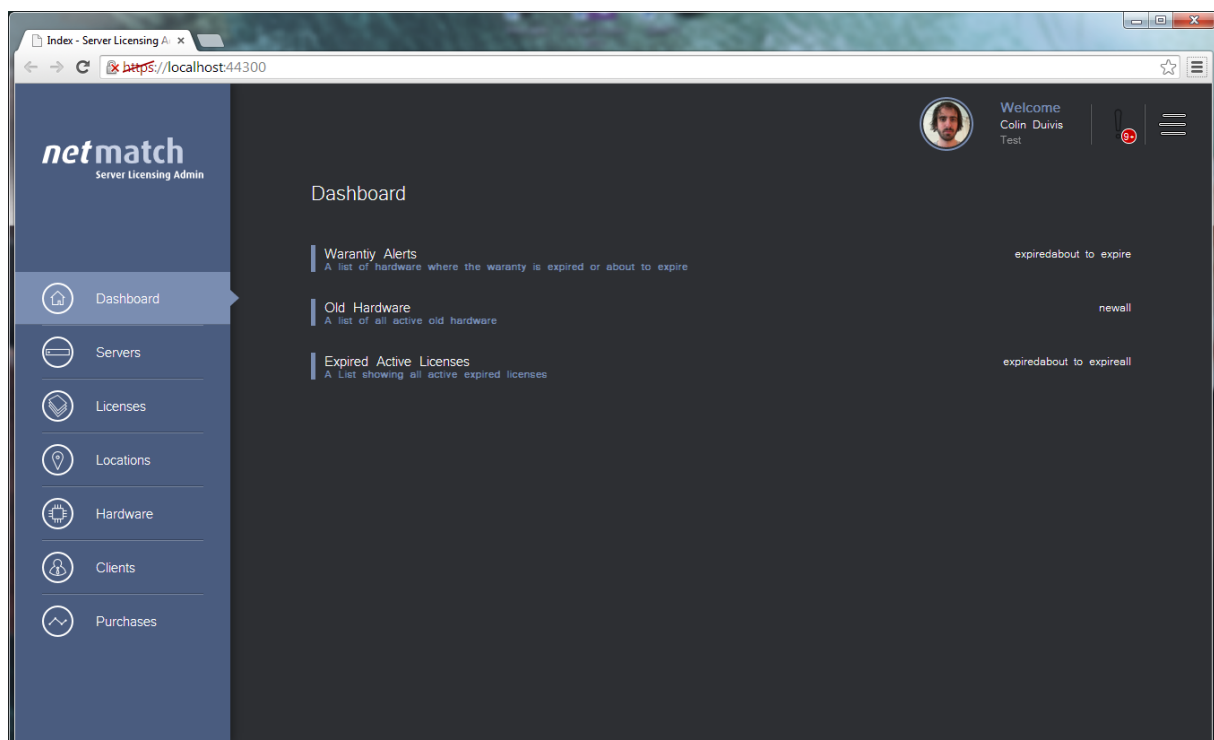 Index - Server Licensing A
https://localhost:44300
netmatch
Server Licensing Admin
Welcome
Colin Duivis
Test
9+
Dashboard
Warantiy Alerts
A list of hardware where the waranty is expired or about to expire
expiredabout to expire
Old Hardware
A list of all active old hardware
newall
Expired Active Licenses
A List showing all active expired licenses
expiredabout to expireall
Dashboard
Servers
Licenses
Locations
Hardware
Clients
Purchases